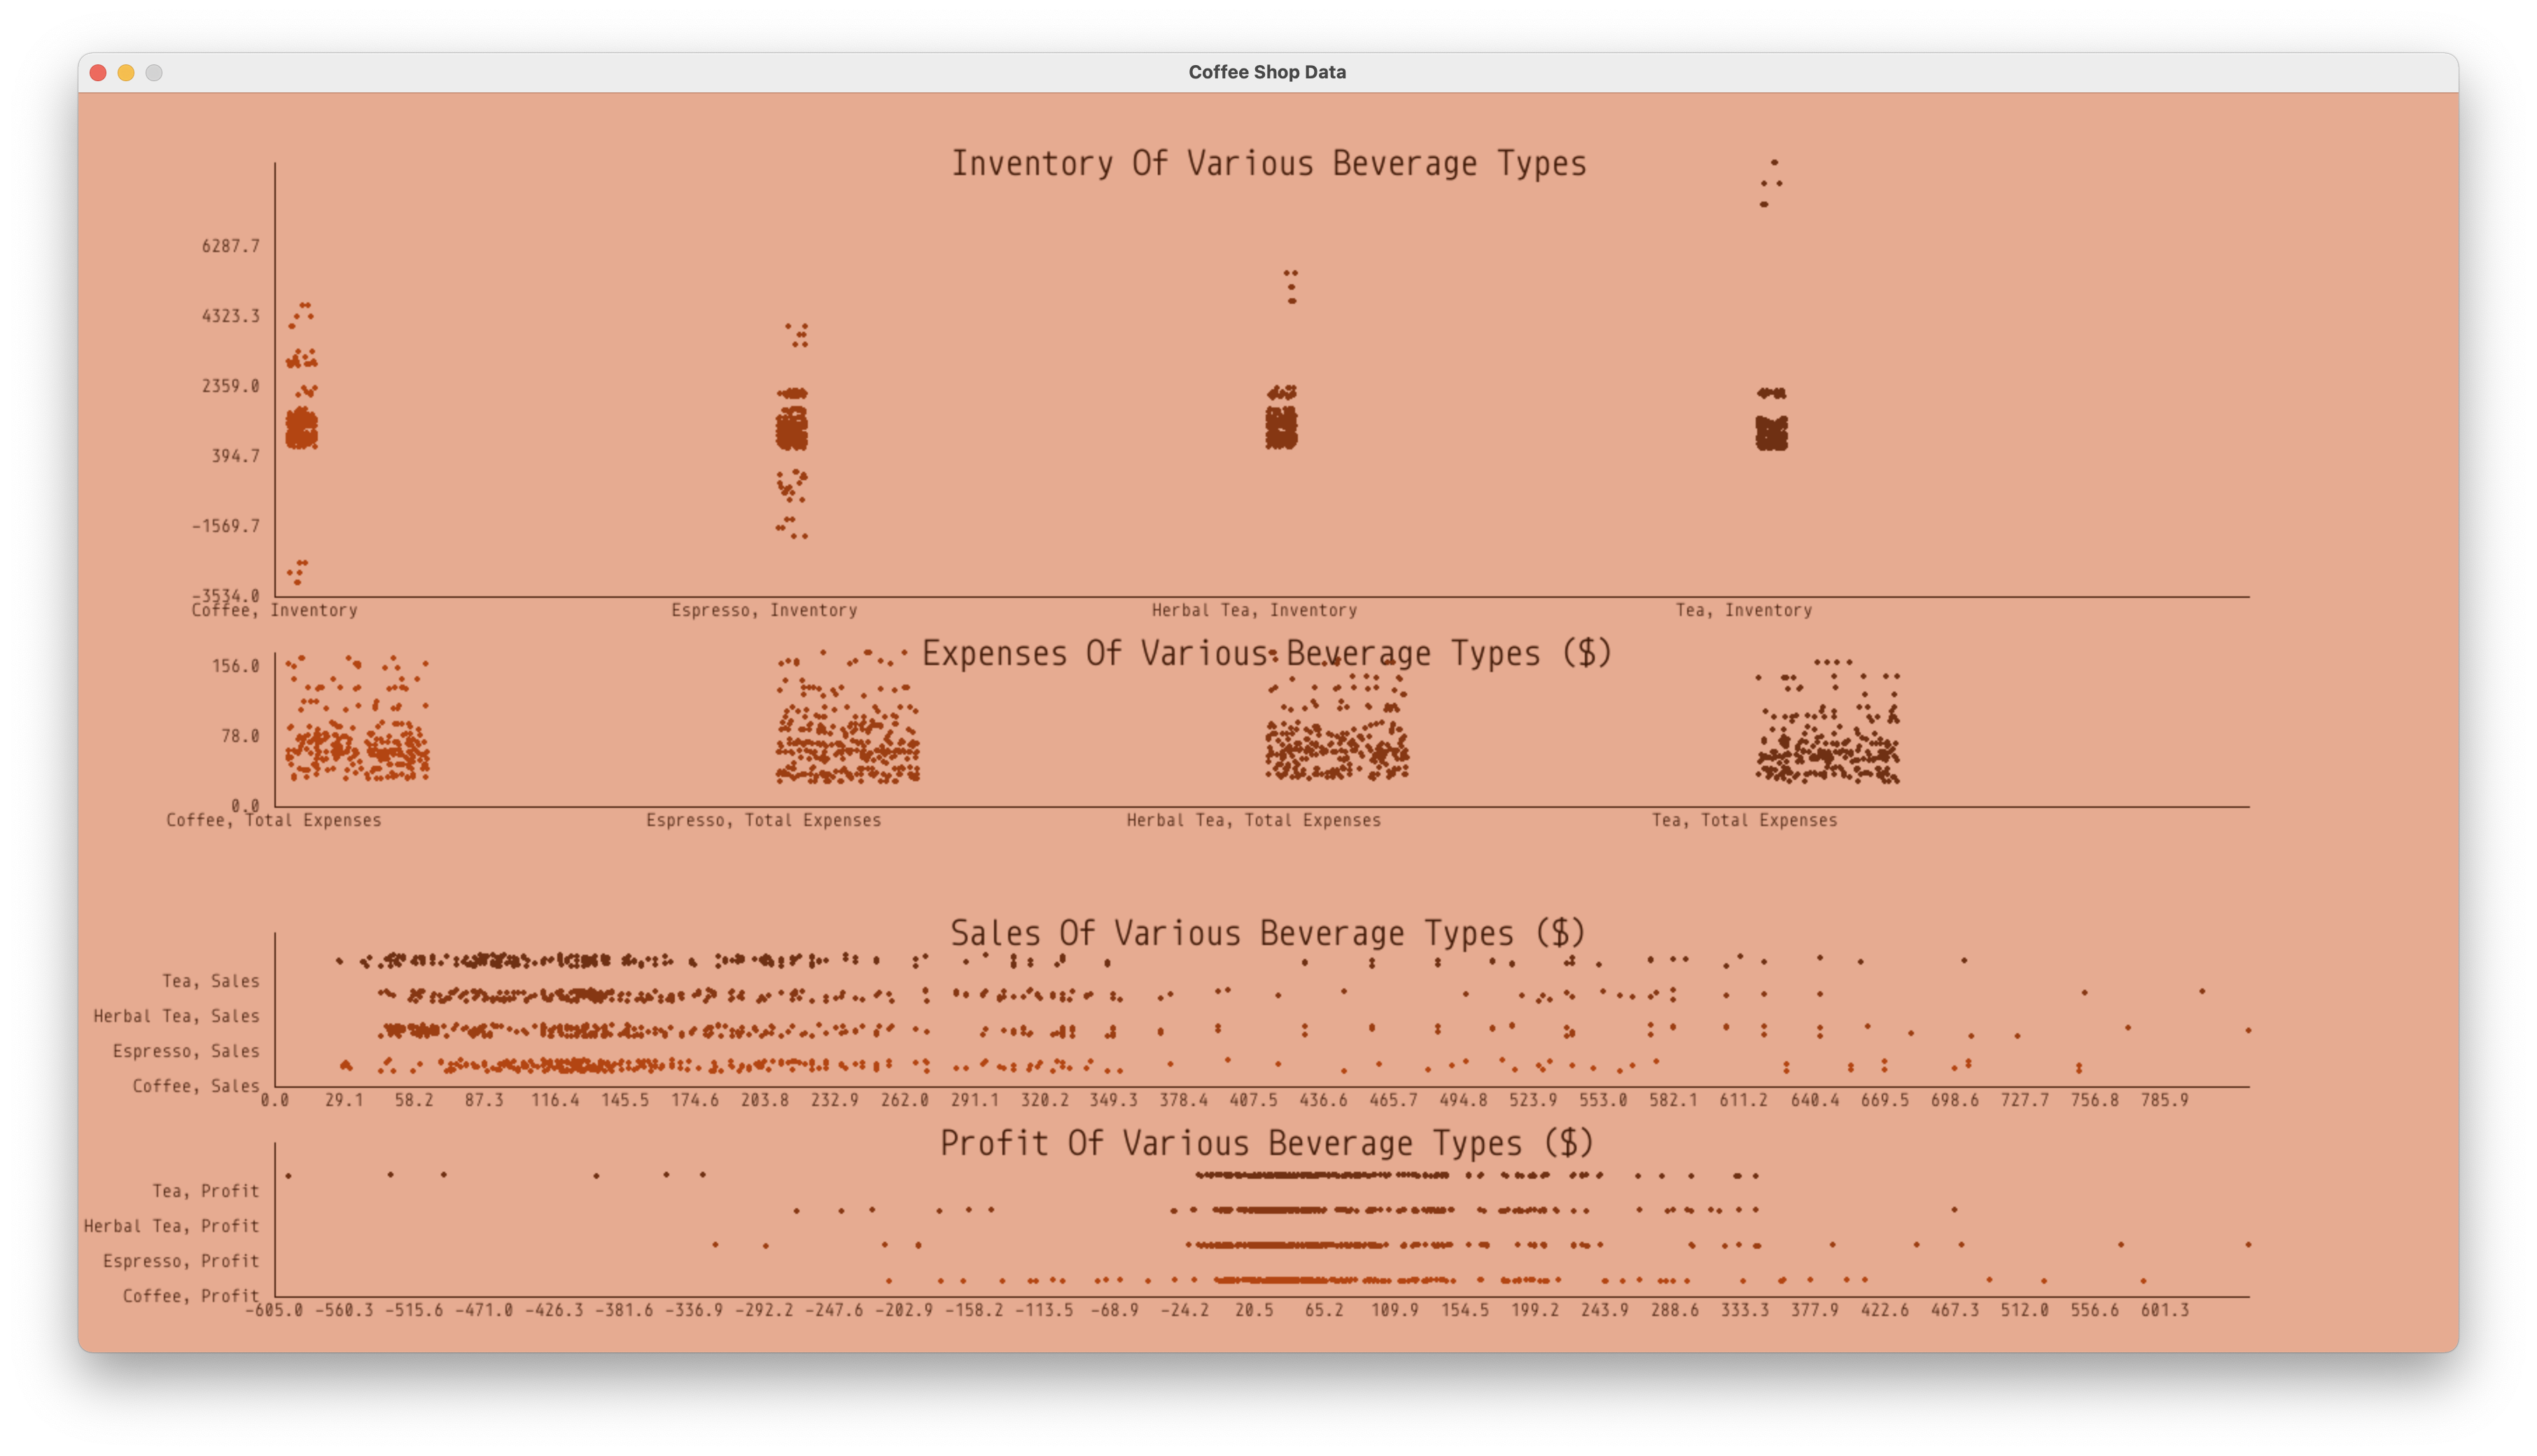 Coffee Shop Data
Inventory Of Various Beverage Types
6287.7
4323.3
2359.0
394.7
-1569.7
-3534.0
Coffee, Inventory Espresso, Inventory Herbal Tea, Inventory Tea, Inventory
Expenses Of Various Beverage Types ($)
156.0
78.0
0.0
Coffee, Total Expenses Espresso, Total Expenses Herbal Tea, Total Expenses Tea, Total Expenses
Sales Of Various Beverage Types ($)
Tea, Sales
Herbal Tea, Sales
Espresso, Sales
Coffee, Sales
0.0 29.1 58.2 87.3 116.4 145.5 174.6 203.8 232.9 262.0 291.1 320.2 349.3 378.4 407.5 436.6 465.7 494.8 523.9 553.0 582.1 611.2 640.4 669.5 698.6 727.7 756.8 785.9
Profit Of Various Beverage Types ($)
Tea, Profit
Herbal Tea, Profit
Espresso, Profit
Coffee, Profit
-605.0 -560.3 -515.6 -471.0 -426.3 -381.6 -336.9 -292.2 -247.6 -202.9 -158.2 -113.5 -68.9 -24.2 20.5 65.2 109.9 154.5 199.2 243.9 288.6 333.3 377.9 422.6 467.3 512.0 556.6 601.3